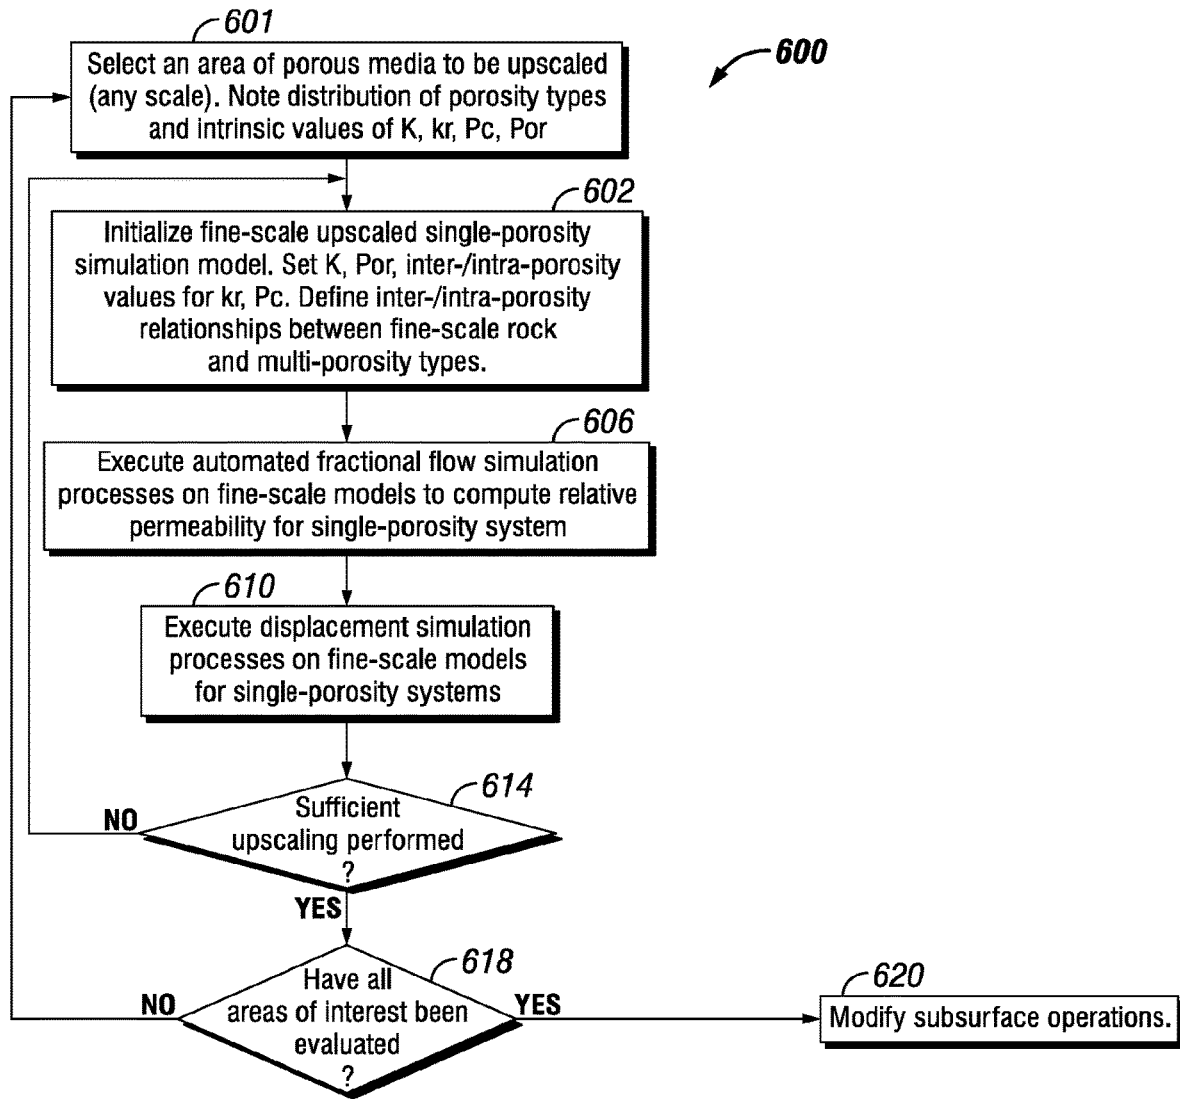 601
600
Select an area of porous media to be upscaled
(any scale). Note distribution of porosity types
and intrinsic values of K, kr, Pc, Por
602
Initialize fine-scale upscaled single-porosity
simulation model. Set K, Por, inter-/intra-porosity
values for kr, Pc. Define inter-/intra-porosity
relationships between fine-scale rock
and multi-porosity types.
606
Execute automated fractional flow simulation
processes on fine-scale models to compute relative
permeability for single-porosity system
610
Execute displacement simulation
processes on fine-scale models
for single-porosity systems
614
NO
Sufficient
upscaling performed
?
YES
618
NO
Have all
areas of interest been
evaluated
?
YES
620
Modify subsurface operations.